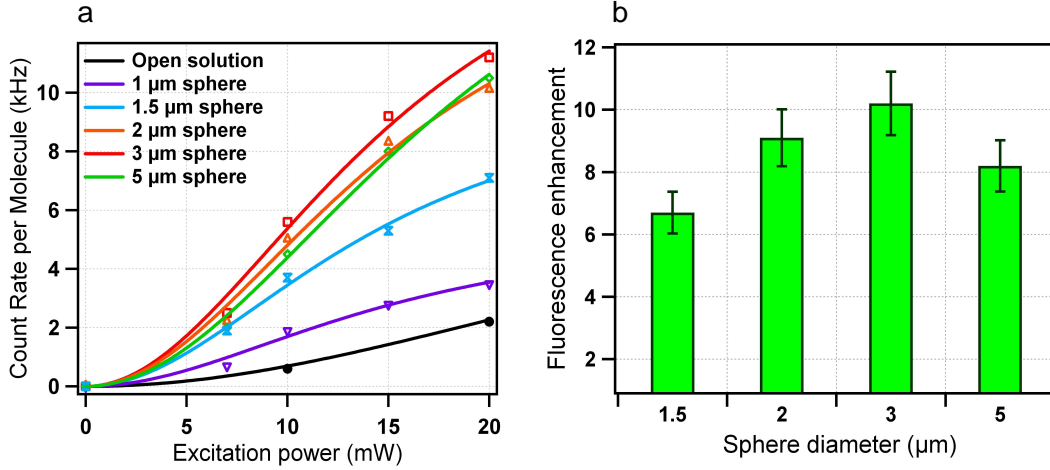 a
Count Rate per Molecule (kHz)
10
8
6
4
2
0
Open solution
1 µm sphere
1.5 µm sphere
2 µm sphere
3 µm sphere
5 µm sphere
0 5 10 15 20
Excitation power (mW)
b
Fluorescence enhancement
12
10
8
6
4
2
1.5 2 3 5
Sphere diameter (µm)